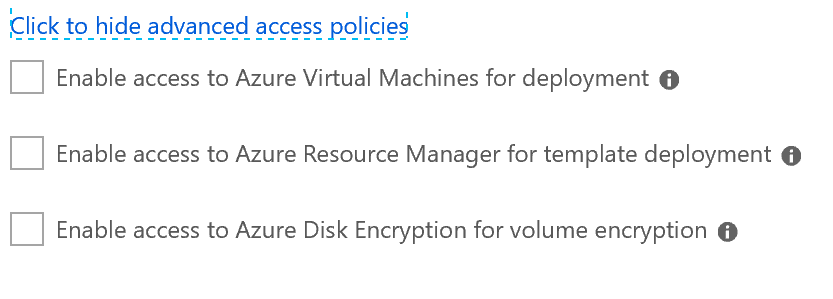 Click to hide advanced access policies
Enable access to Azure Virtual Machines for deployment
Enable access to Azure Resource Manager for template deployment
Enable access to Azure Disk Encryption for volume encryption